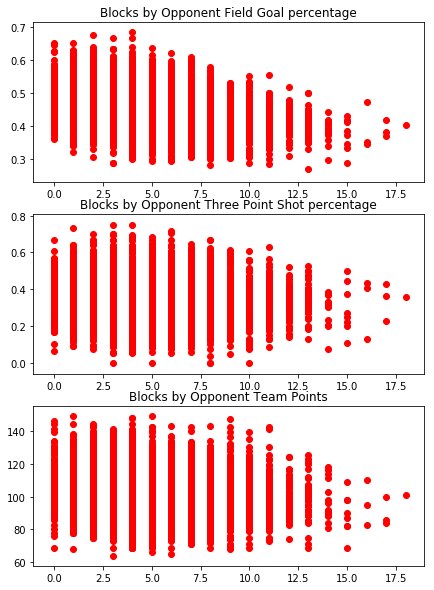 Blocks by Opponent Field Goal percentage
0.7
0.6
0.5
0.4
0.3
0.0 2.5 5.0 7.5 10.0 12.5 15.0 17.5
Blocks by Opponent Three Point Shot percentage
0.8
0.6
0.4
0.2
0.0
0.0 2.5 5.0 7.5 10.0 12.5 15.0 17.5
Blocks by Opponent Team Points
140
120
100
80
60
0.0 2.5 5.0 7.5 10.0 12.5 15.0 17.5